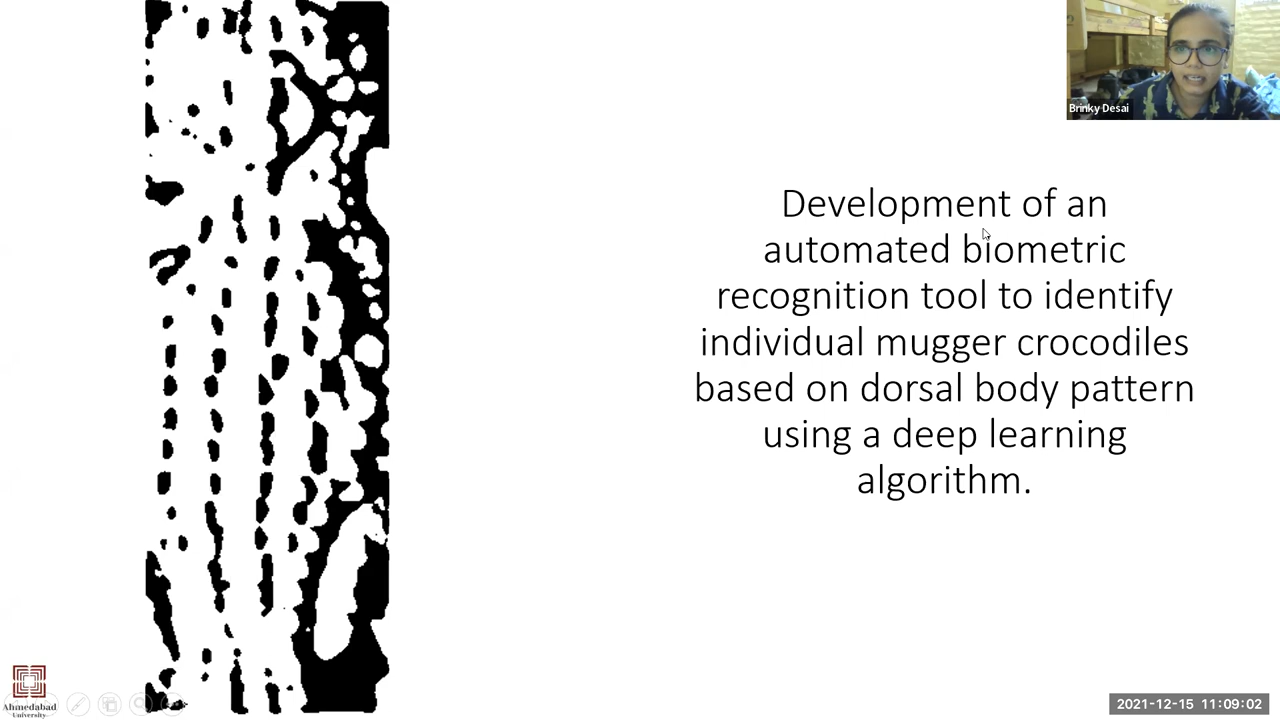 Brinky Desai
Development of an
automated biometric
recognition tool to identify
individual mugger crocodiles
based on dorsal body pattern
using a deep learning
algorithm.
Ahmedabad
University
2021-12-15 11:09:02